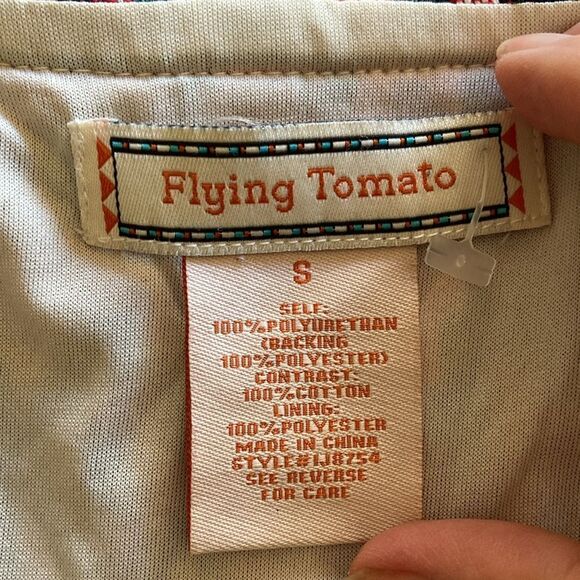 Flying Tomato
S
SELF:
100%POLYURETHAN
(BACKING
100%POLYESTER)
CONTRAST:
100%COTTON
LINING:
100%POLYESTER
MADE IN CHINA
STYLE#IJ8754
SEE REVERSE
FOR CARE